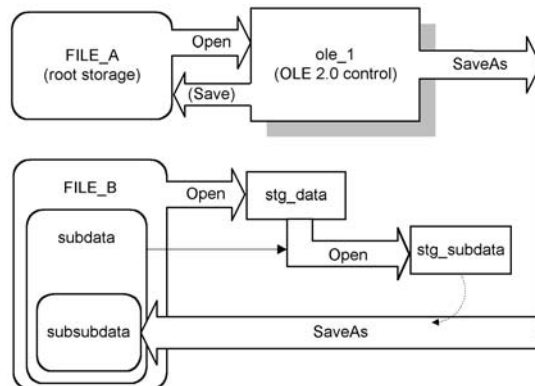 FILE_A
(root storage)
Open
(Save)
ole_1
(OLE 2.0 control)
SaveAs
FILE_B
Open
stg_data
subdata
Open
stg_subdata
subsubdata
SaveAs